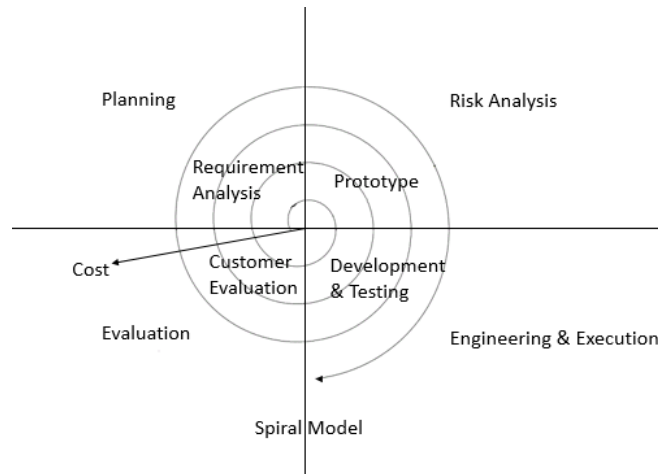 Planning
Risk Analysis
Requirement
Analysis
Prototype
Customer
Evaluation
Development
& Testing
Cost
Evaluation
Engineering & Execution
Spiral Model